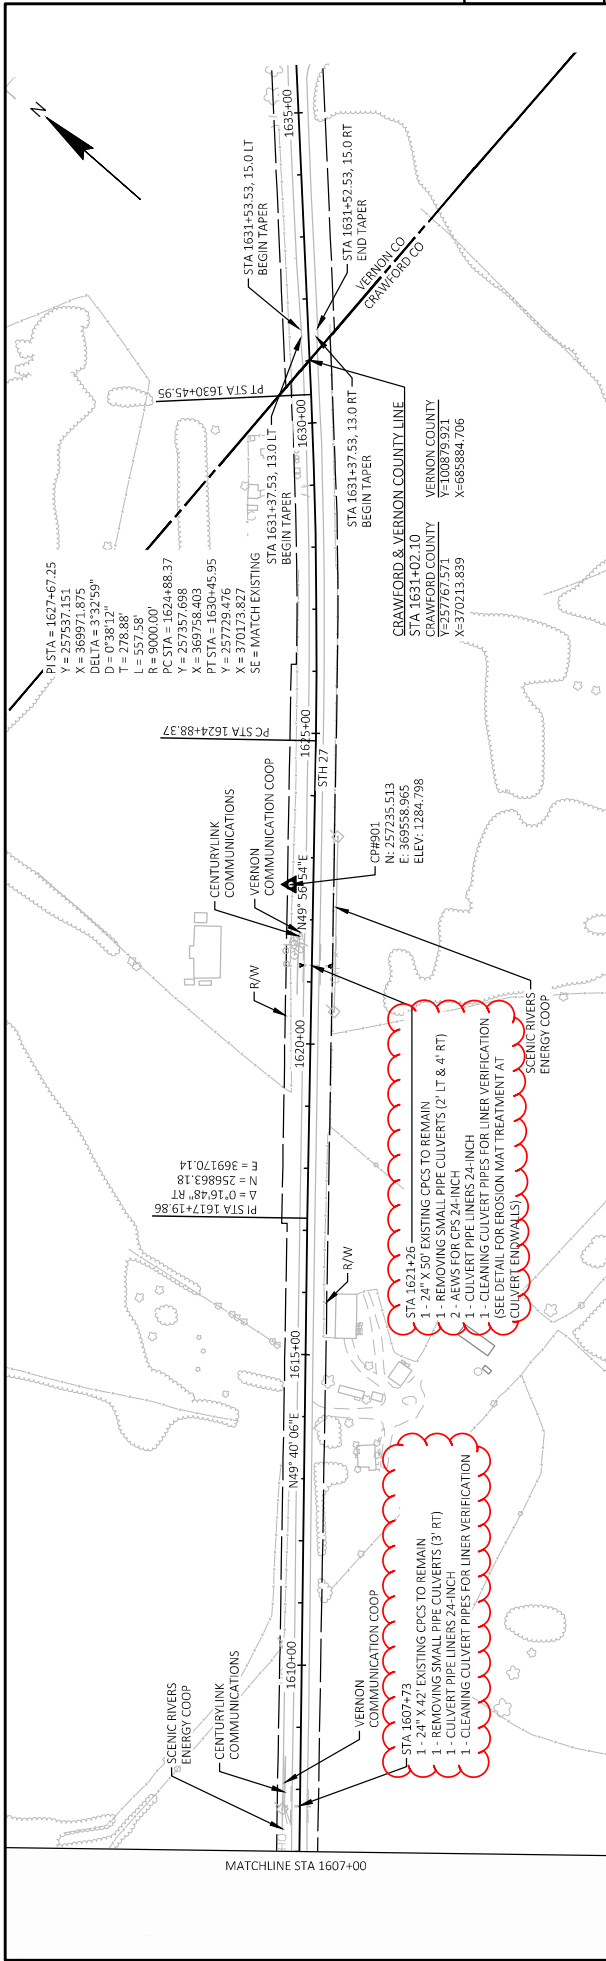 N
1635+00
STA 1631+53.53, 15.0 LT
BEGIN TAPER
STA 1631+52.53, 15.0 RT
END TAPER
VERNON CO
CRAWFORD CO
PT STA 1630+45.95
1630+00
STA 1631+37.53, 13.0 LT
BEGIN TAPER
STA 1631+37.53, 13.0 RT
BEGIN TAPER
CRAWFORD & VERNON COUNTY LINE
STA 1631+02.10
CRAWFORD COUNTY
Y=257767.571
X=370213.839
VERNON COUNTY
Y=100879.921
X=685884.706
PI STA = 1627+67.25
Y = 257537.151
X = 369971.875
DELTA = 3°32'59"
D = 0°38'12"
T = 278.88'
L = 557.58'
R = 9000.00'
PC STA = 1624+88.37
Y = 257357.698
X = 369758.403
PT STA = 1630+45.95
Y = 257729.476
X = 370173.827
SE = MATCH EXISTING
PC STA 1624+88.37
1625+00
STH 27
CENTURYLINK
COMMUNICATIONS
VERNON
COMMUNICATION COOP
N49° 56'54"E
CP#901
N: 257235.513
E: 369558.965
ELEV: 1284.798
R/W
1620+00
SCENIC RIVERS
ENERGY COOP
STA 1621+26
1 - 24" X 50' EXISTING CPCS TO REMAIN
1 - REMOVING SMALL PIPE CULVERTS (2' LT & 4' RT)
2 - AEWS FOR CPS 24-INCH
1 - CULVERT PIPE LINERS 24-INCH
1 - CLEANING CULVERT PIPES FOR LINER VERIFICATION
(SEE DETAIL FOR EROSION MAT TREATMENT AT
CULVERT ENDWALLS)
PI STA 1617+19.86
Δ = 0°16'48" RT
N = 256863.18
E = 369170.14
R/W
1615+00
N49° 40' 06"E
1610+00
SCENIC RIVERS
ENERGY COOP
CENTURYLINK
COMMUNICATIONS
VERNON
COMMUNICATION COOP
STA 1607+73
1 - 24" X 42' EXISTING CPCS TO REMAIN
1 - REMOVING SMALL PIPE CULVERTS (3' RT)
1 - CULVERT PIPE LINERS 24-INCH
1 - CLEANING CULVERT PIPES FOR LINER VERIFICATION
MATCHLINE STA 1607+00